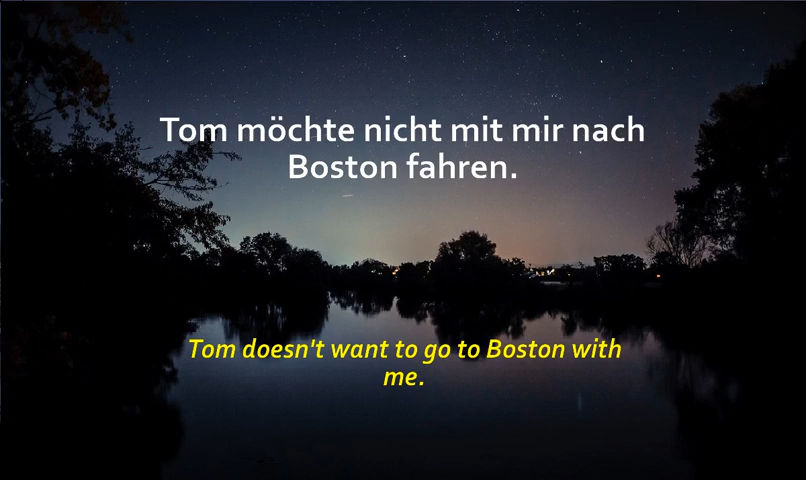 Tom möchte nicht mit mir nach
Boston fahren.
Tom doesn't want to go to Boston with
me.